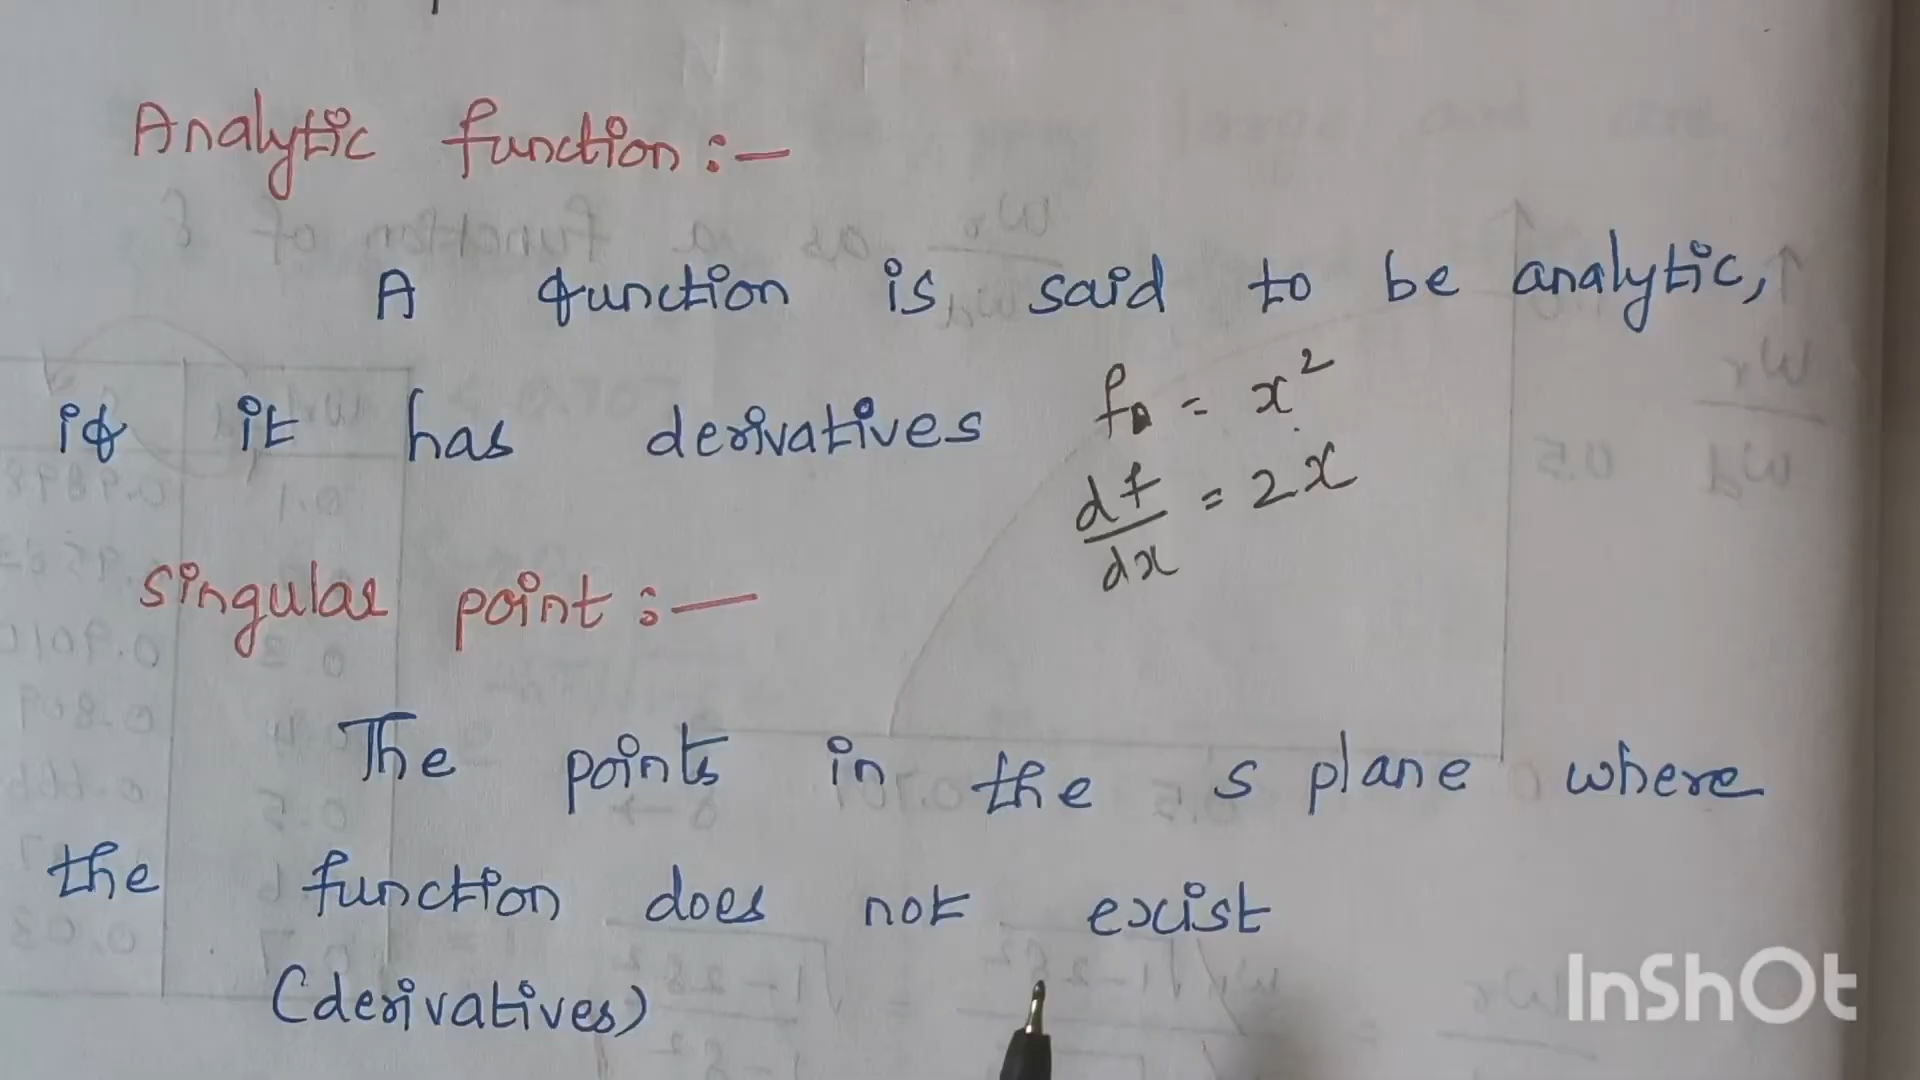 Analytic function :-
A function is said to be analytic,
if it has derivatives
f = x²
df/dx = 2x
Singular point :-
The points in the s plane where
the function does not exist
(derivatives)
InShOt